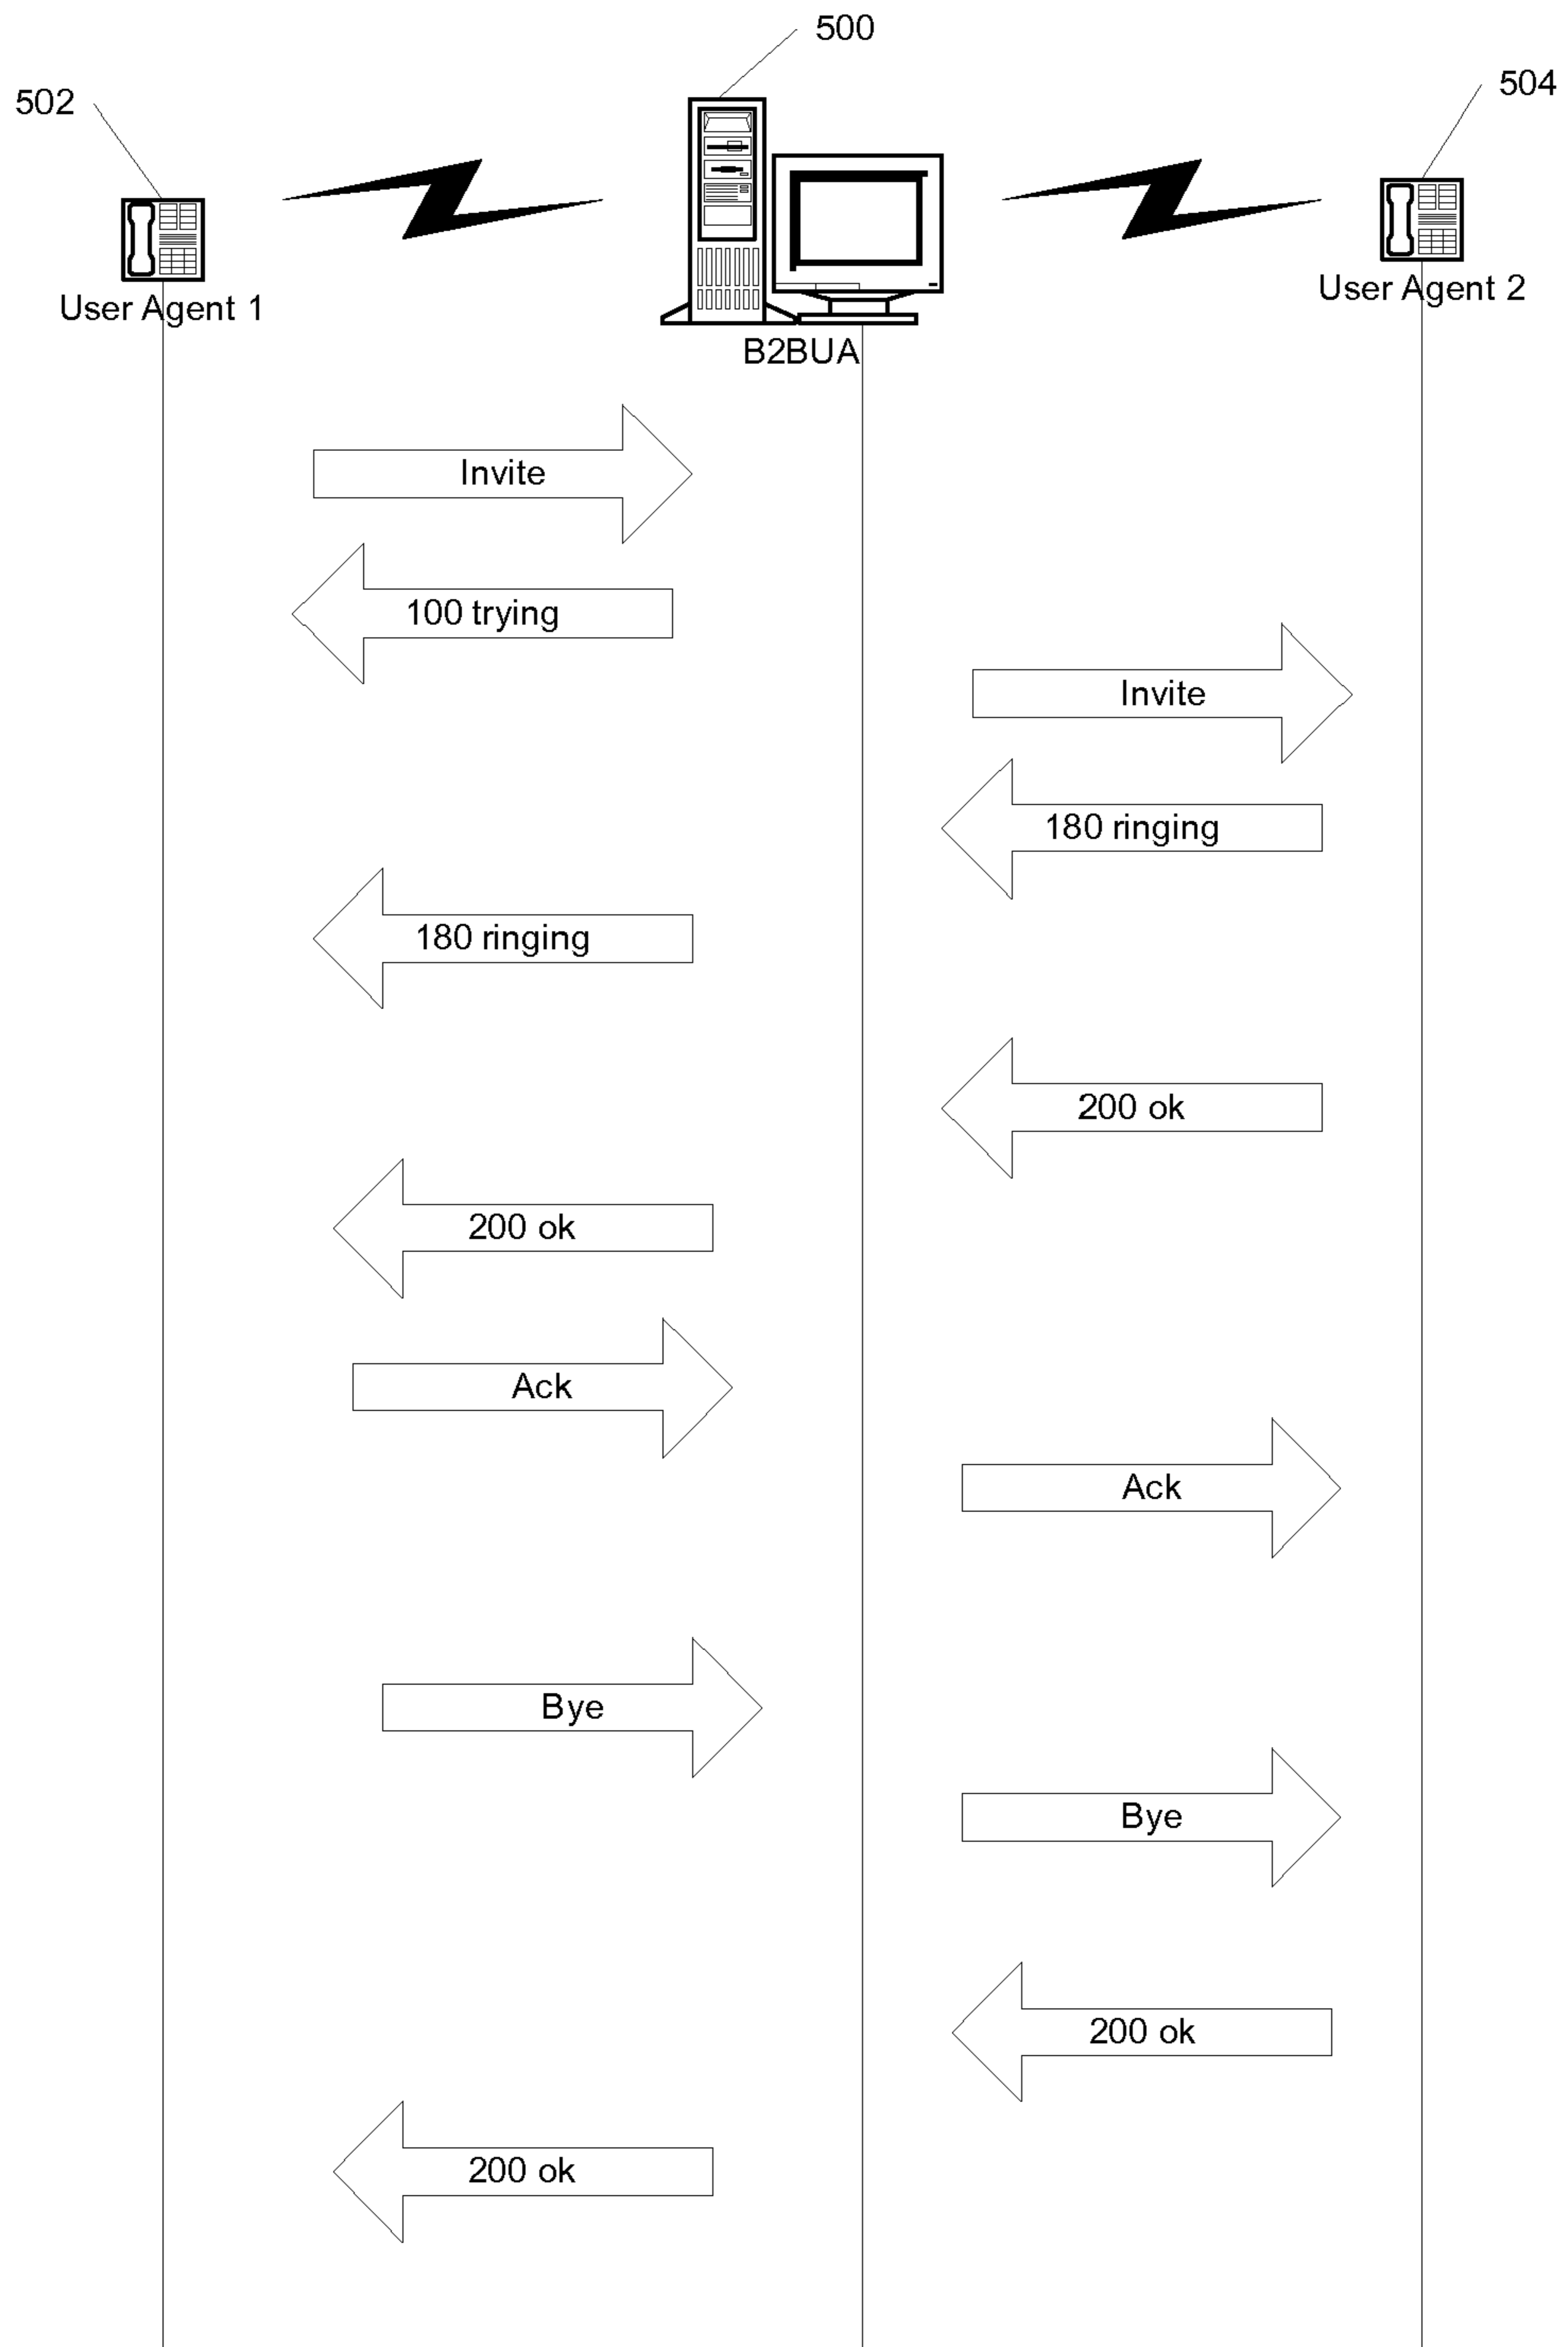 500
502
504
User Agent 1
User Agent 2
B2BUA
Invite
100 trying
Invite
180 ringing
180 ringing
200 ok
200 ok
Ack
Ack
Bye
Bye
200 ok
200 ok